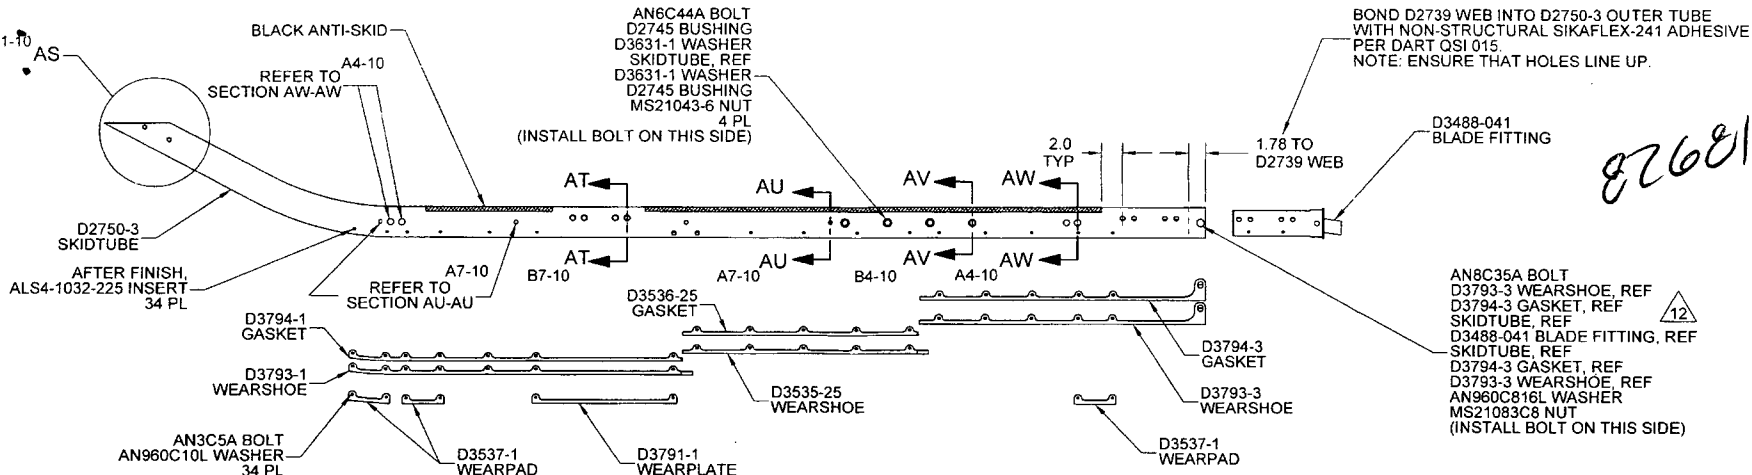 1-10
AS
BLACK ANTI-SKID
A4-10
REFER TO
SECTION AW-AW
AN6C44A BOLT
D2745 BUSHING
D3631-1 WASHER
SKIDTUBE, REF
D3631-1 WASHER
D2745 BUSHING
MS21043-6 NUT
4 PL
(INSTALL BOLT ON THIS SIDE)
BOND D2739 WEB INTO D2750-3 OUTER TUBE
WITH NON-STRUCTURAL SIKAFLEX-241 ADHESIVE
PER DART QSI 015.
NOTE: ENSURE THAT HOLES LINE UP.
2.0
TYP
1.78 TO
D2739 WEB
D3488-041
BLADE FITTING
82681
AT
AU
AV
AW
D2750-3
SKIDTUBE
AFTER FINISH,
ALS4-1032-225 INSERT
34 PL
REFER TO
SECTION AU-AU
A7-10
AT
B7-10
AU
A7-10
AV
B4-10
AW
A4-10
D3794-1
GASKET
D3793-1
WEARSHOE
AN3C5A BOLT
AN960C10L WASHER
34 PL
D3537-1
WEARPAD
D3791-1
WEARPLATE
D3536-25
GASKET
D3535-25
WEARSHOE
D3794-3
GASKET
D3793-3
WEARSHOE
D3537-1
WEARPAD
AN8C35A BOLT
D3793-3 WEARSHOE, REF
D3794-3 GASKET, REF
SKIDTUBE, REF
D3488-041 BLADE FITTING, REF
SKIDTUBE, REF
D3794-3 GASKET, REF
D3793-3 WEARSHOE, REF
AN960C816L WASHER
MS21083C8 NUT
(INSTALL BOLT ON THIS SIDE)
12